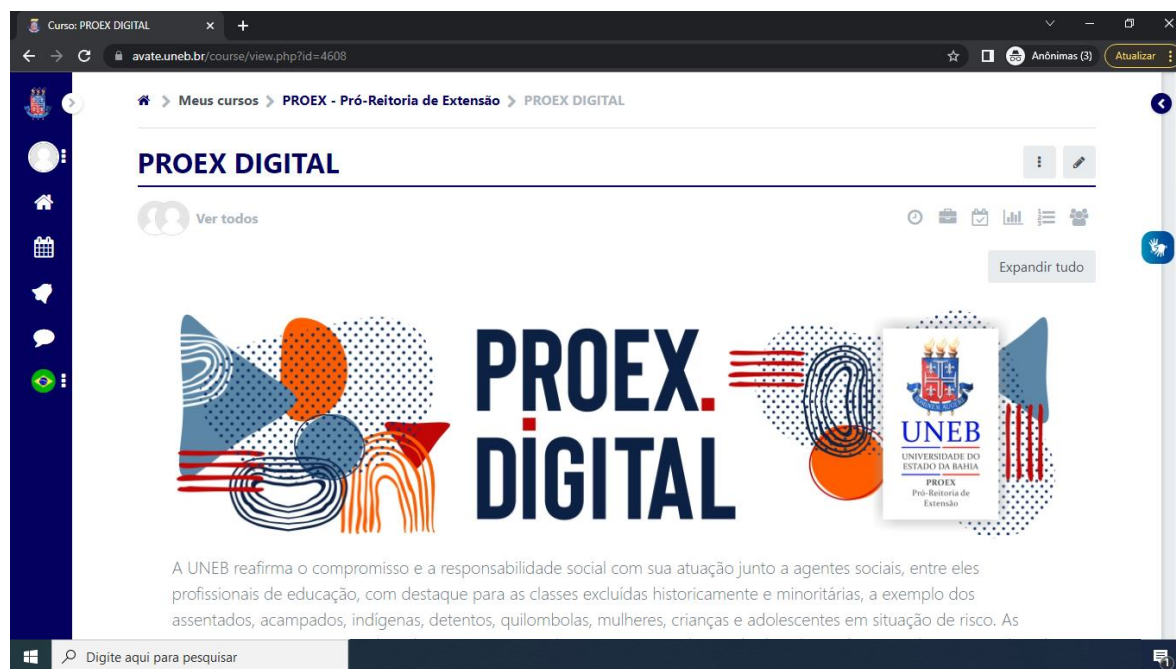 Curso: PROEX DIGITAL
avate.uneb.br/course/view.php?id=4608
Anônimas (3)
Atualizar
Meus cursos
PROEX - Pró-Reitoria de Extensão
PROEX DIGITAL
PROEX DIGITAL
Ver todos
Expandir tudo
PROEX.
DIGITAL
UNEB
UNIVERSIDADE DO
ESTADO DA BAHIA
PROEX
Pró-Reitoria de
Extensão
A UNEB reafirma o compromisso e a responsabilidade social com sua atuação junto a agentes sociais, entre eles
profissionais de educação, com destaque para as classes excluídas historicamente e minoritárias, a exemplo dos
assentados, acampados, indígenas, detentos, quilombolas, mulheres, crianças e adolescentes em situação de risco. As
Digite aqui para pesquisar